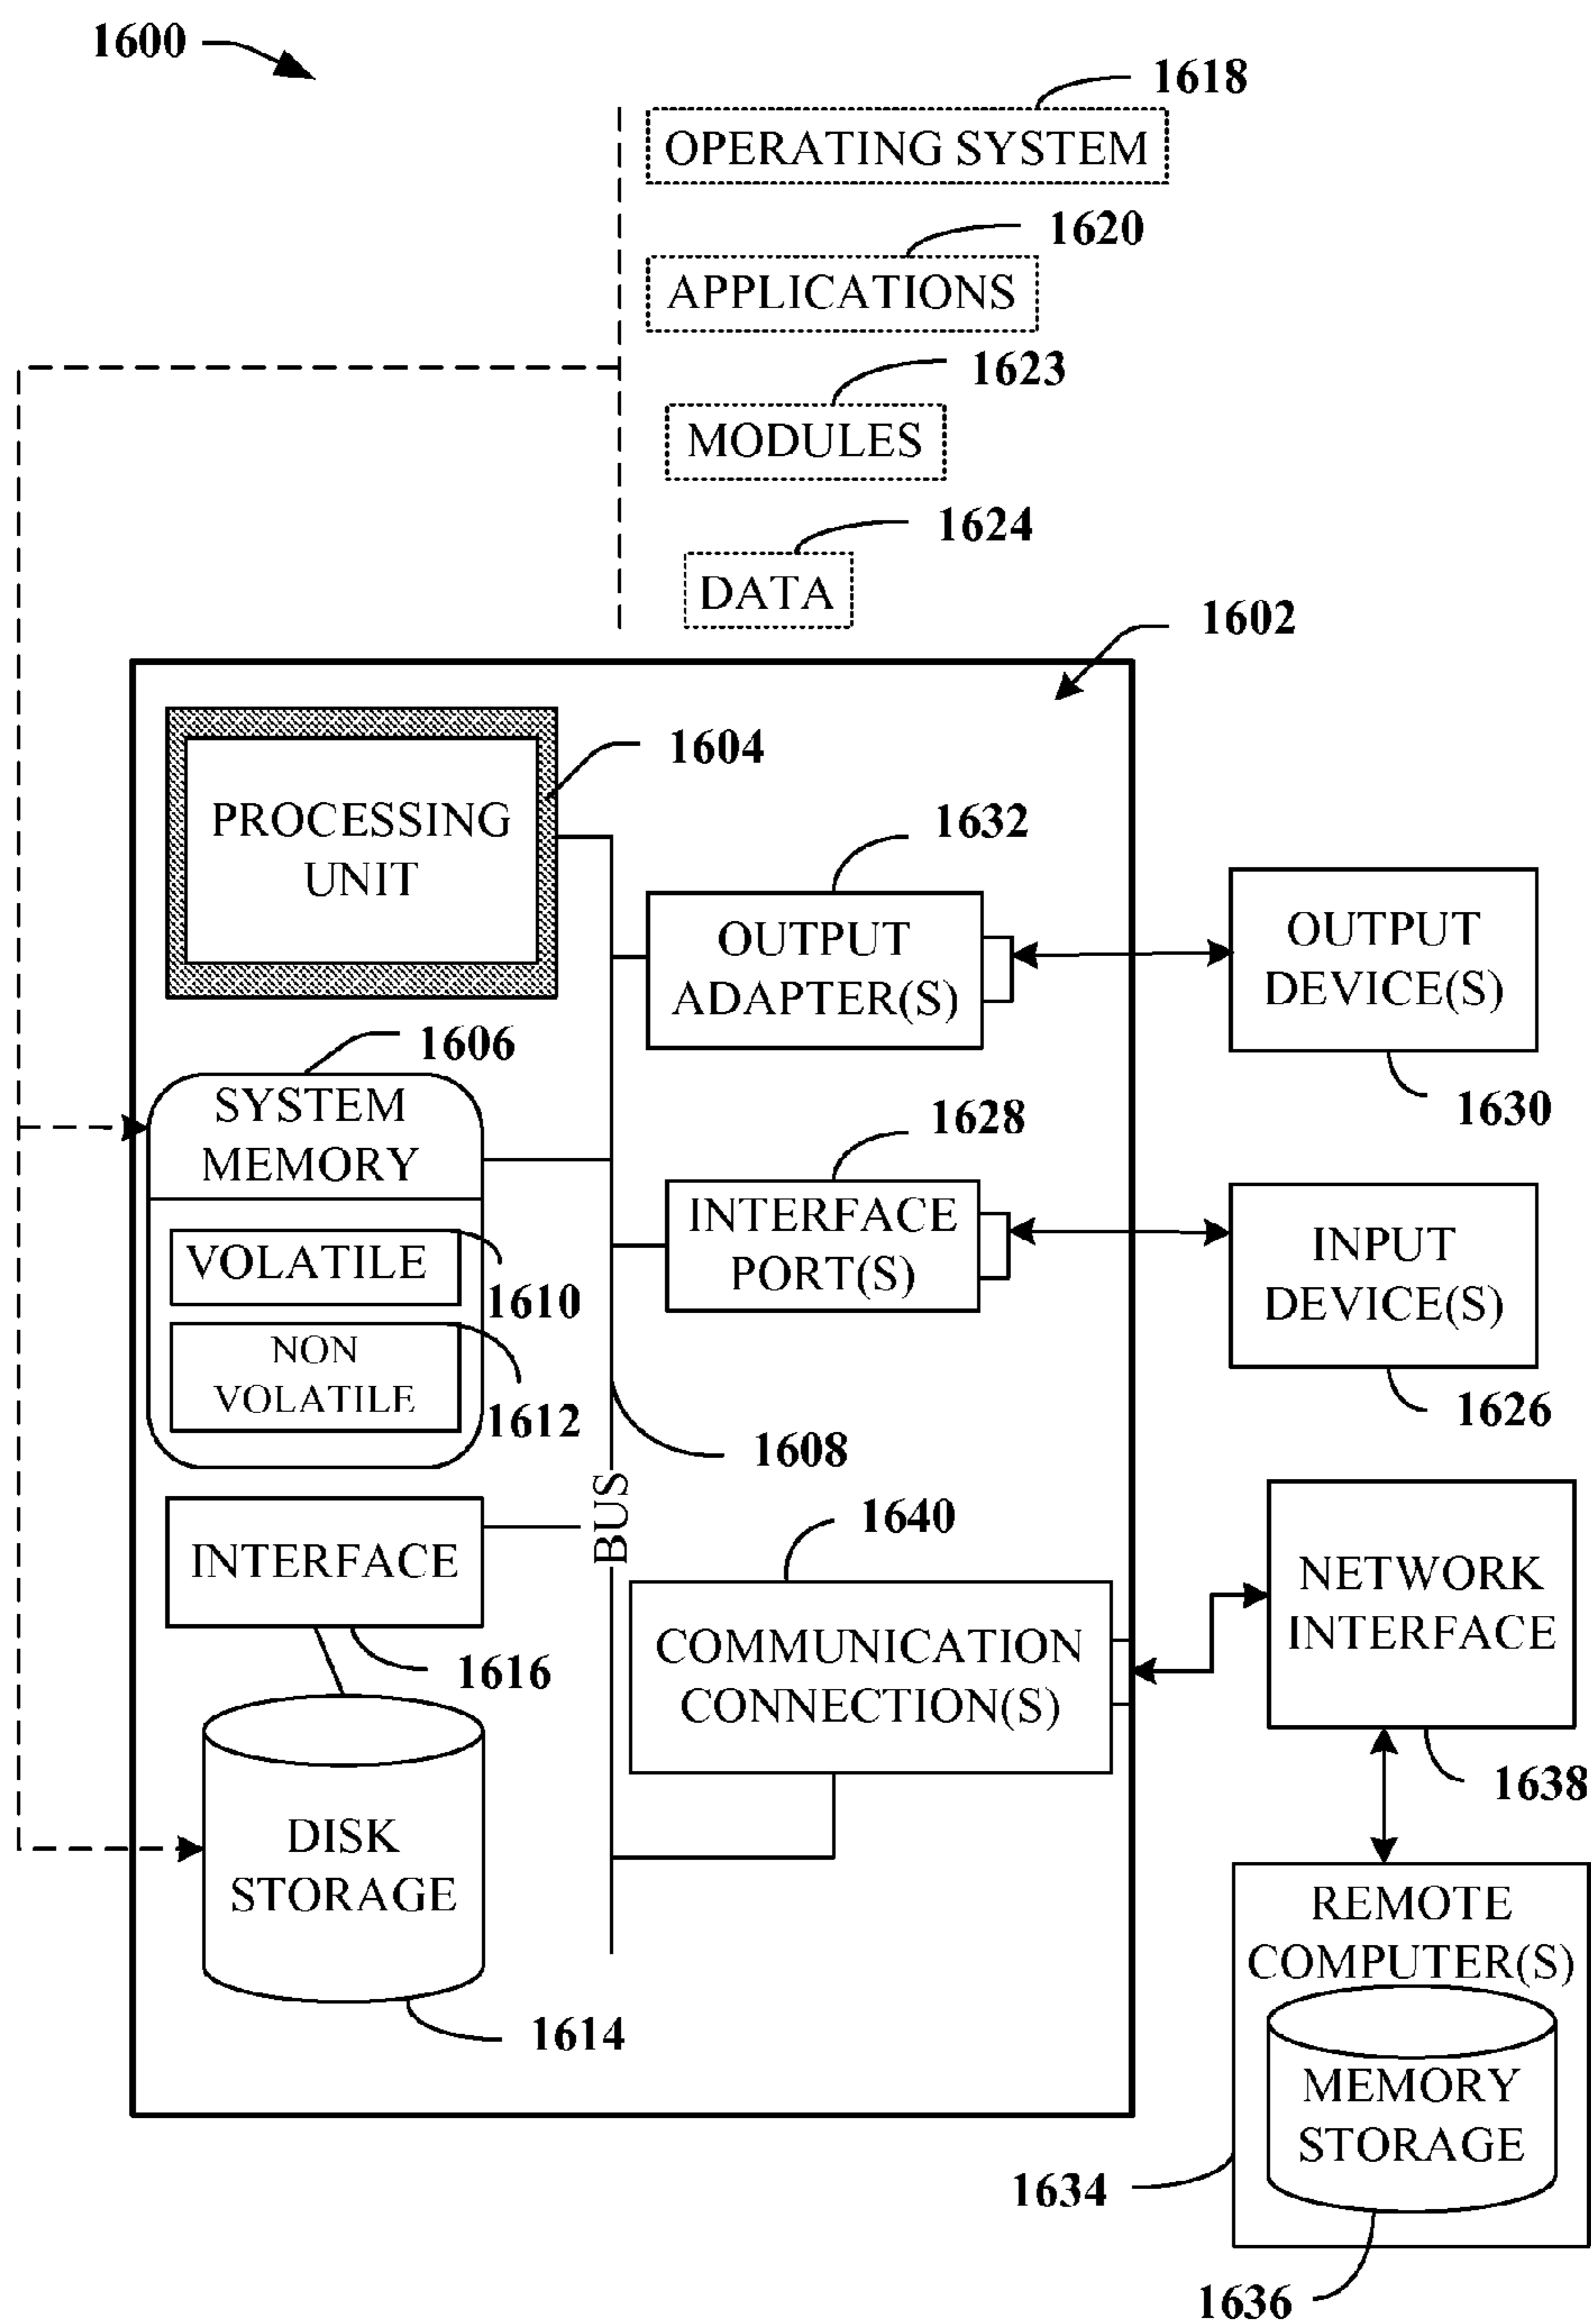 1600
1618
OPERATING SYSTEM
1620
APPLICATIONS
1623
MODULES
1624
DATA
1602
1604
PROCESSING
UNIT
1632
OUTPUT
ADAPTER(S)
OUTPUT
DEVICE(S)
1630
1606
SYSTEM
MEMORY
1628
INTERFACE
PORT(S)
INPUT
DEVICE(S)
1626
VOLATILE
1610
NON
VOLATILE
1612
1608
BUS
INTERFACE
1616
1640
COMMUNICATION
CONNECTION(S)
NETWORK
INTERFACE
1638
DISK
STORAGE
1614
REMOTE
COMPUTER(S)
MEMORY
STORAGE
1634
1636